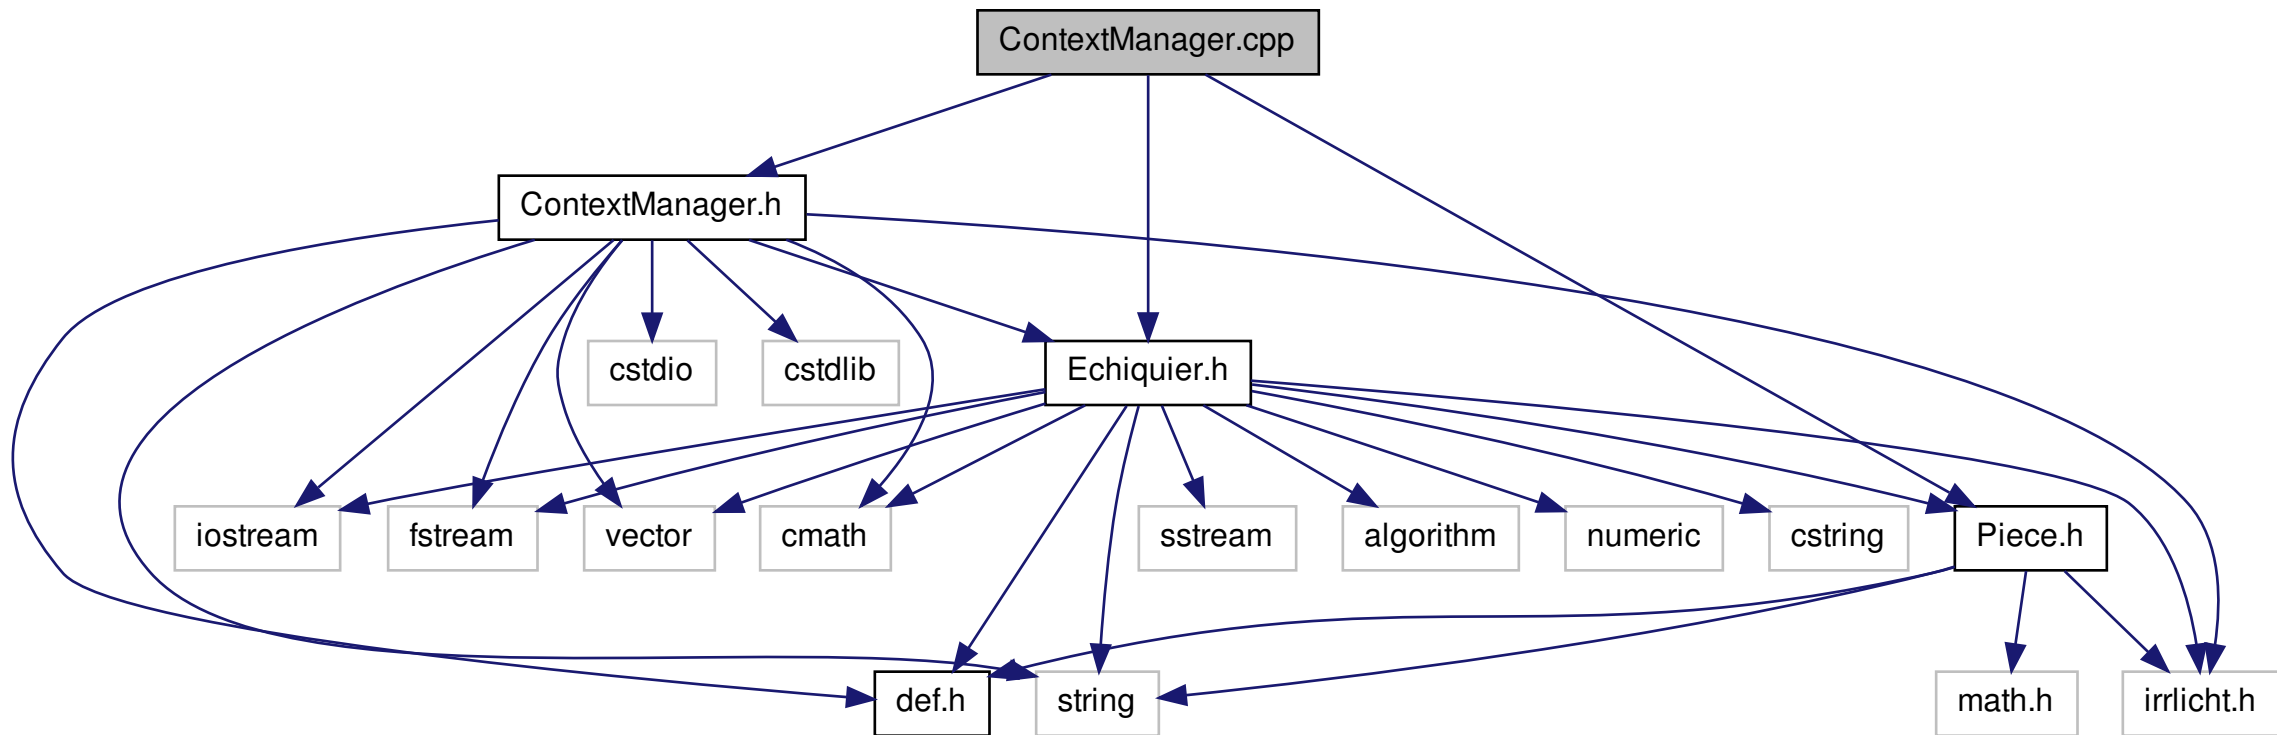 ContextManager.cpp
ContextManager.h
cstdio
cstdlib
Echiquier.h
iostream
fstream
vector
cmath
sstream
algorithm
numeric
cstring
Piece.h
def.h
string
math.h
irrlicht.h